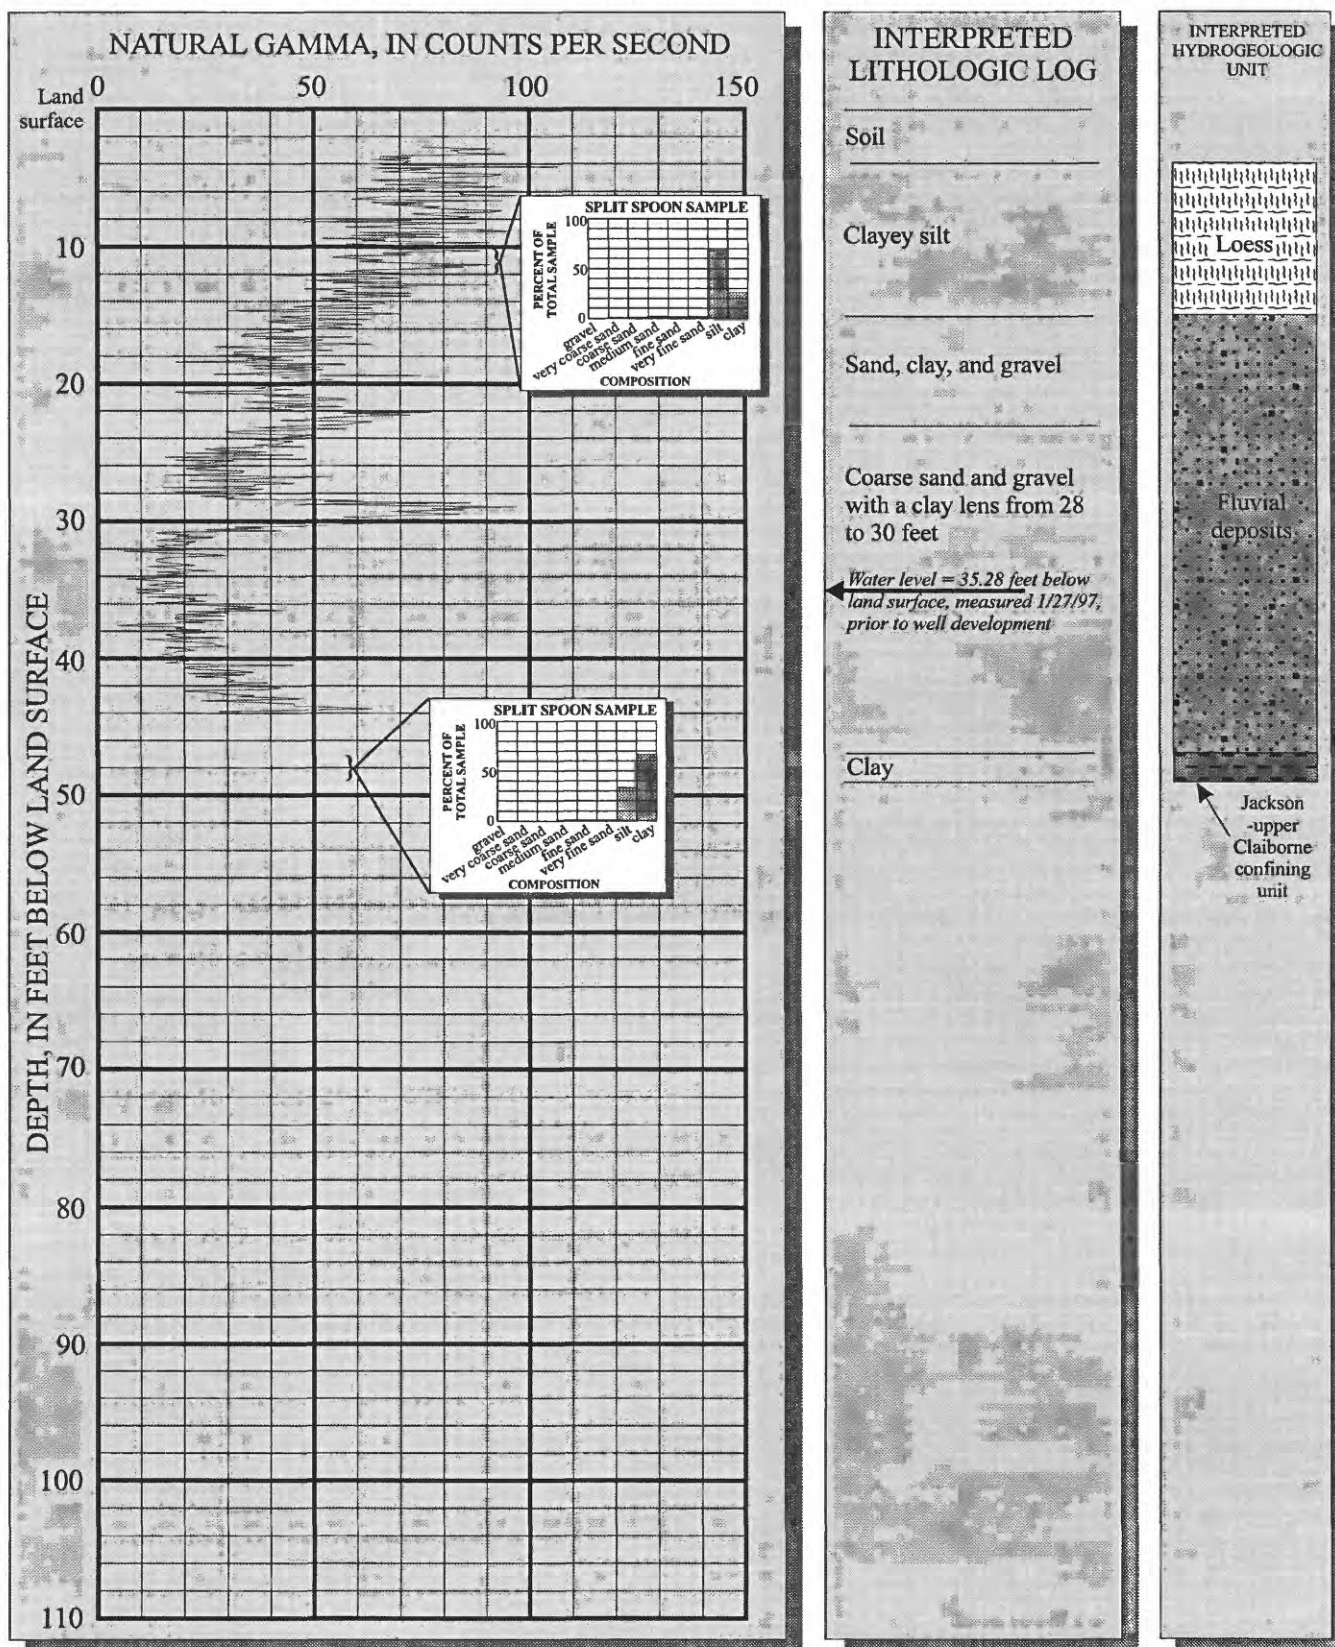 NATURAL GAMMA, IN COUNTS PER SECOND
0 50 100 150
Land
surface
10
20
30
40
50
60
70
80
90
100
110
DEPTH, IN FEET BELOW LAND SURFACE
SPLIT SPOON SAMPLE
PERCENT OF
TOTAL SAMPLE
100
50
0
gravel
very coarse sand
coarse sand
medium sand
fine sand
very fine sand
silt
clay
COMPOSITION
SPLIT SPOON SAMPLE
PERCENT OF
TOTAL SAMPLE
100
50
0
gravel
very coarse sand
coarse sand
medium sand
fine sand
very fine sand
silt
clay
COMPOSITION
INTERPRETED
LITHOLOGIC LOG
Soil
Clayey silt
Sand, clay, and gravel
Coarse sand and gravel
with a clay lens from 28
to 30 feet
Water level = 35.28 feet below
land surface, measured 1/27/97,
prior to well development
Clay
INTERPRETED
HYDROGEOLOGIC
UNIT
Loess
Fluvial
deposits
Jackson
-upper
Claiborne
confining
unit